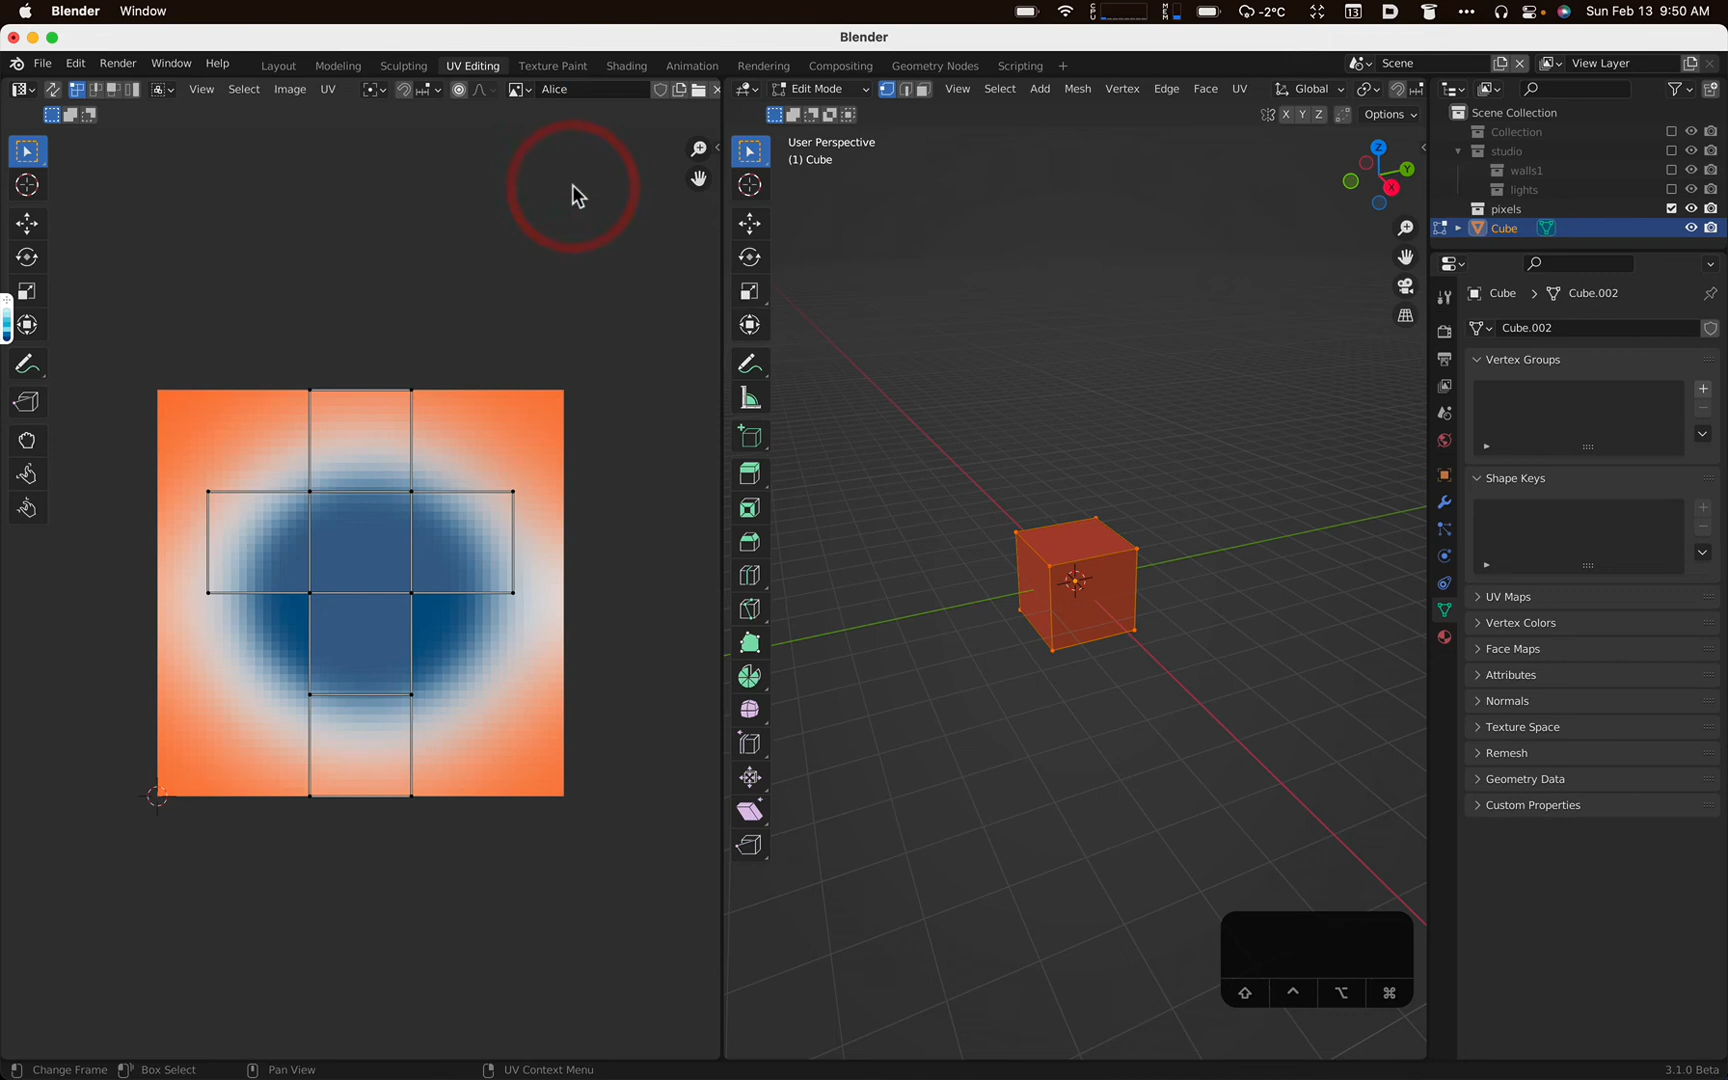 Blender Window CPU MEM -2°C 13 Sun Feb 13 9:50 AM
Blender
File Edit Render Window Help Layout Modeling Sculpting UV Editing Texture Paint Shading Animation Rendering Compositing Geometry Nodes Scripting + Scene View Layer
View Select Image UV Alice Edit Mode View Select Add Mesh Vertex Edge Face UV Global
X Y Z Options
Scene Collection
Collection
studio
walls1
lights
pixels
Cube
User Perspective
(1) Cube
Z
Y
X
Cube > Cube.002
Cube.002
Vertex Groups
Shape Keys
UV Maps
Vertex Colors
Face Maps
Attributes
Normals
Texture Space
Remesh
Geometry Data
Custom Properties
Change Frame Box Select Pan View UV Context Menu 3.1.0 Beta